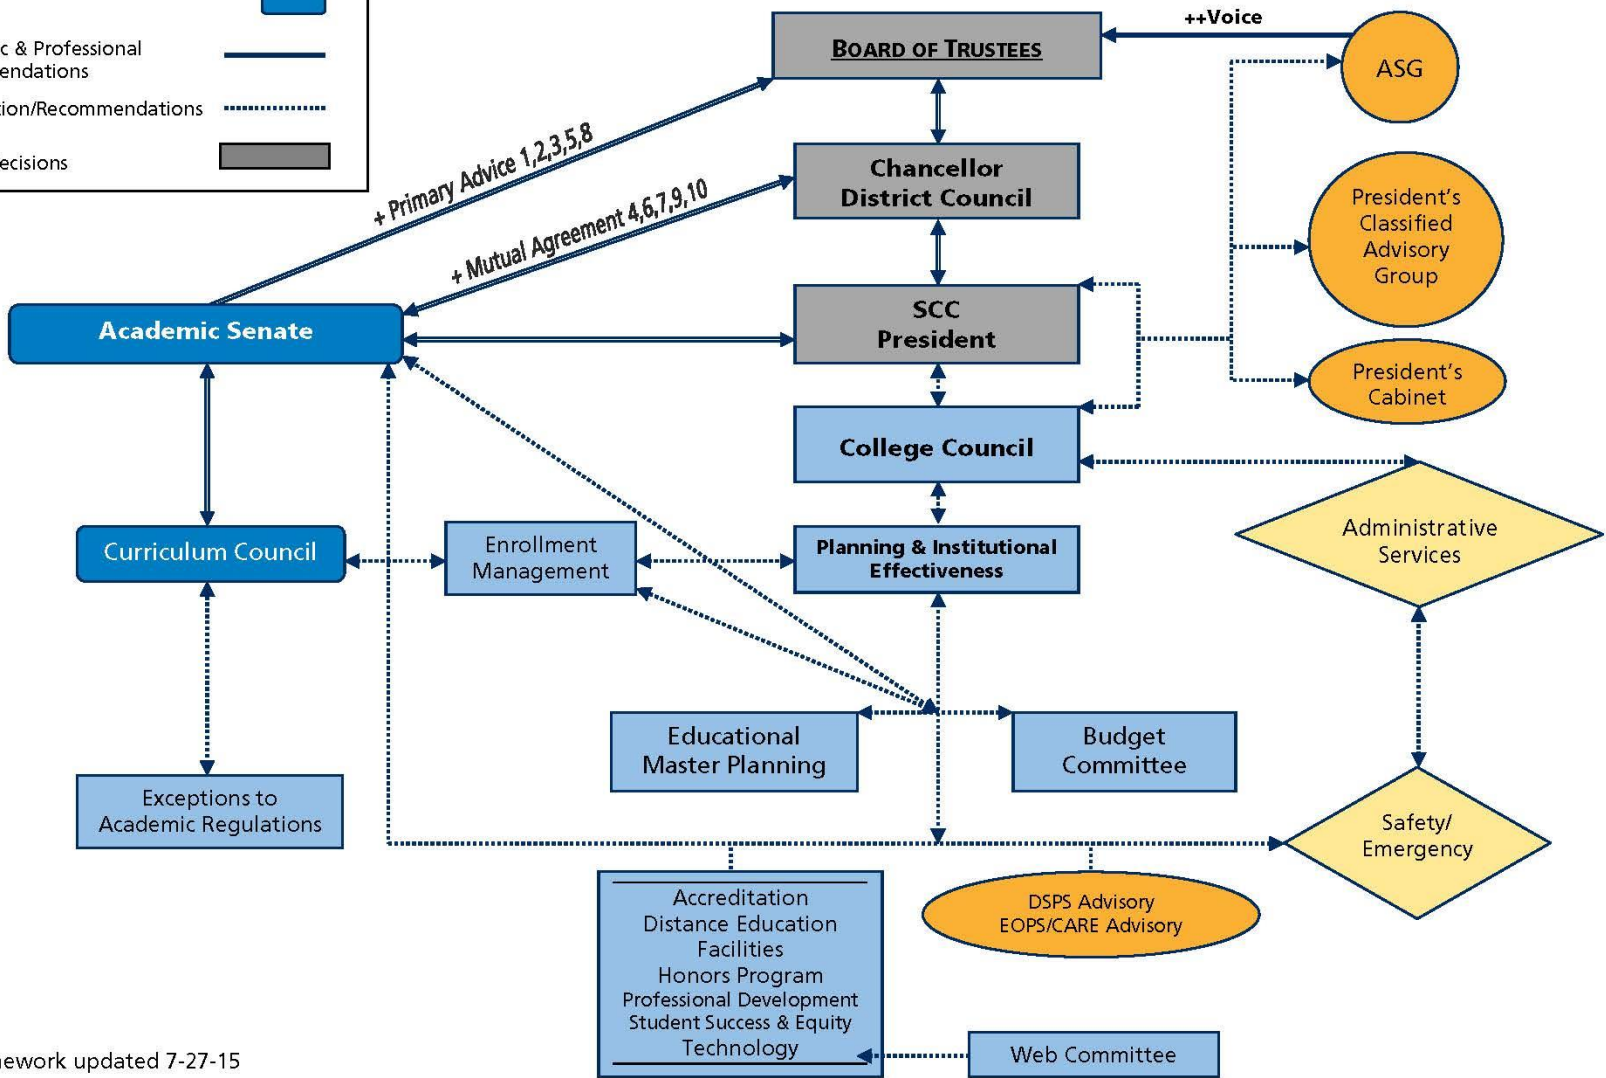 c & Professional
endations
tion/Recommendations
ecisions
++Voice
BOARD OF TRUSTEES
ASG
+ Primary Advice 1,2,3,5,8
Chancellor
District Council
+ Mutual Agreement 4,6,7,9,10
President’s
Classified
Advisory
Group
Academic Senate
SCC
President
President’s
Cabinet
College Council
Administrative
Services
Curriculum Council
Enrollment
Management
Planning & Institutional
Effectiveness
Educational
Master Planning
Budget
Committee
Exceptions to
Academic Regulations
Safety/
Emergency
Accreditation
Distance Education
Facilities
Honors Program
Professional Development
Student Success & Equity
Technology
DSPS Advisory
EOPS/CARE Advisory
Web Committee
nework updated 7-27-15